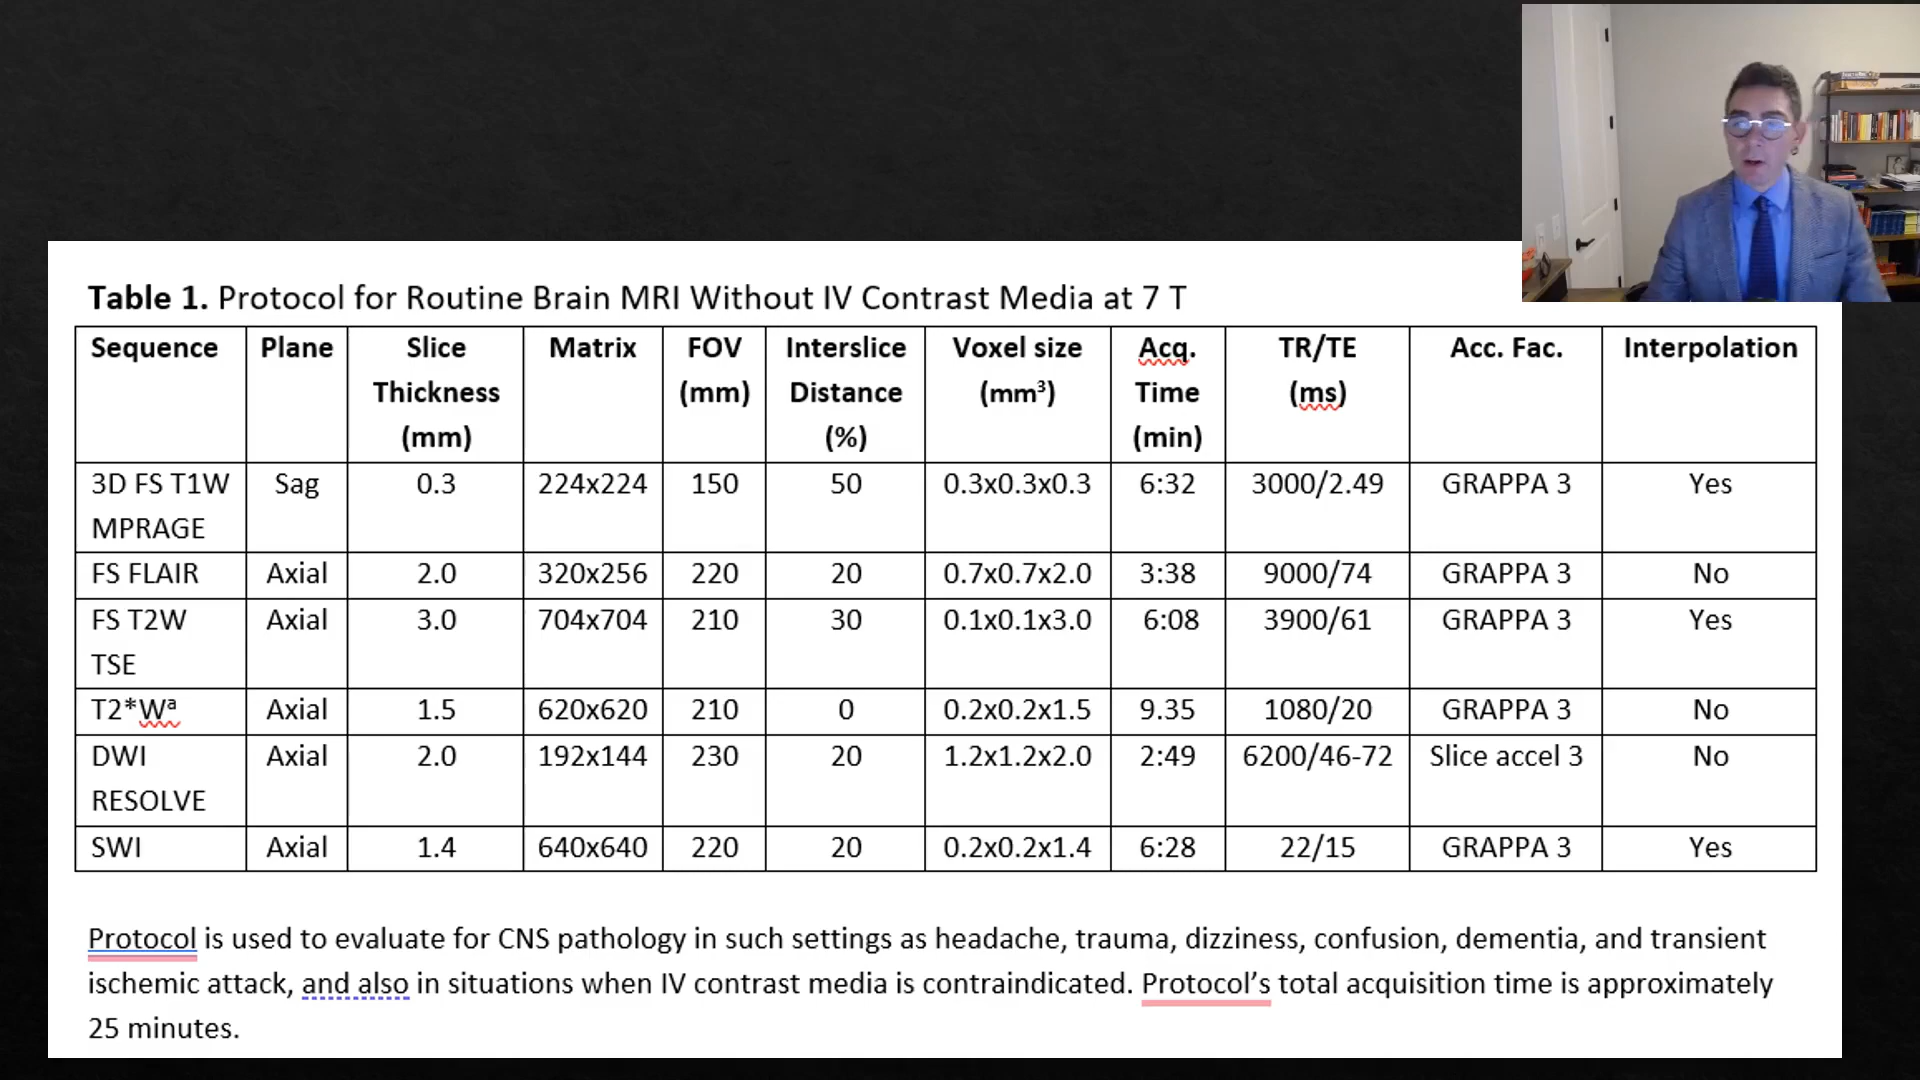 Table 1. Protocol for Routine Brain MRI Without IV Contrast Media at 7 T
Sequence Plane Slice Thickness (mm) Matrix FOV (mm) Interslice Distance (%) Voxel size (mm³) Acq. Time (min) TR/TE (ms) Acc. Fac. Interpolation
3D FS T1W MPRAGE Sag 0.3 224x224 150 50 0.3x0.3x0.3 6:32 3000/2.49 GRAPPA 3 Yes
FS FLAIR Axial 2.0 320x256 220 20 0.7x0.7x2.0 3:38 9000/74 GRAPPA 3 No
FS T2W TSE Axial 3.0 704x704 210 30 0.1x0.1x3.0 6:08 3900/61 GRAPPA 3 Yes
T2*Wᵃ Axial 1.5 620x620 210 0 0.2x0.2x1.5 9.35 1080/20 GRAPPA 3 No
DWI RESOLVE Axial 2.0 192x144 230 20 1.2x1.2x2.0 2:49 6200/46-72 Slice accel 3 No
SWI Axial 1.4 640x640 220 20 0.2x0.2x1.4 6:28 22/15 GRAPPA 3 Yes
Protocol is used to evaluate for CNS pathology in such settings as headache, trauma, dizziness, confusion, dementia, and transient
ischemic attack, and also in situations when IV contrast media is contraindicated. Protocol's total acquisition time is approximately
25 minutes.